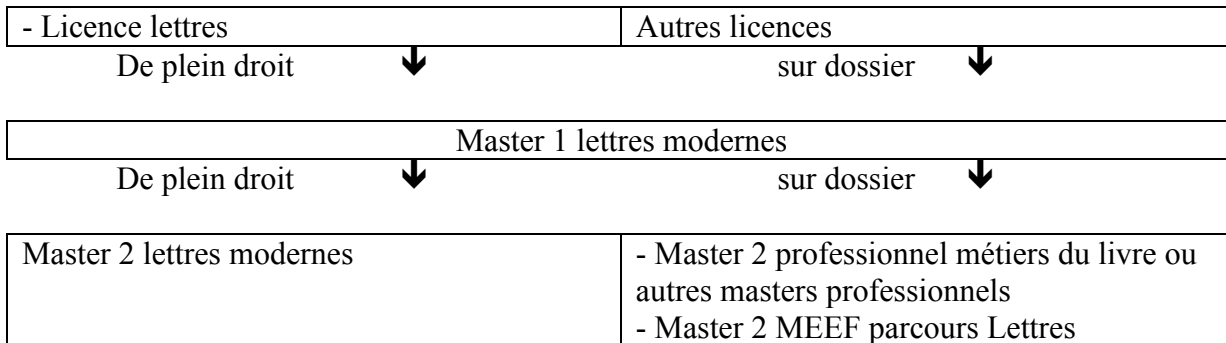 - Licence lettres Autres licences
De plein droit sur dossier
Master 1 lettres modernes
De plein droit sur dossier
Master 2 lettres modernes - Master 2 professionnel métiers du livre ou
autres masters professionnels
- Master 2 MEEF parcours Lettres